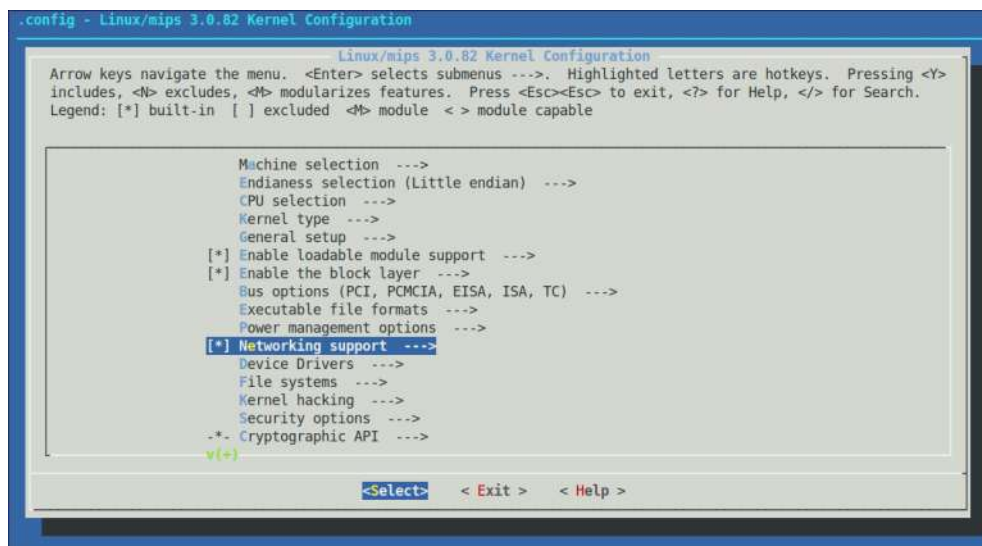 .config - Linux/mips 3.0.82 Kernel Configuration
Linux/mips 3.0.82 Kernel Configuration
Arrow keys navigate the menu.  <Enter> selects submenus --->.  Highlighted letters are hotkeys.  Pressing <Y>
includes, <N> excludes, <M> modularizes features.  Press <Esc><Esc> to exit, <?> for Help, </> for Search.
Legend: [*] built-in  [ ] excluded  <M> module  < > module capable
Machine selection  --->
Endianess selection (Little endian)  --->
CPU selection  --->
Kernel type  --->
General setup  --->
[*] Enable loadable module support  --->
[*] Enable the block layer  --->
Bus options (PCI, PCMCIA, EISA, ISA, TC)  --->
Executable file formats  --->
Power management options  --->
[*] Networking support  --->
Device Drivers  --->
File systems  --->
Kernel hacking  --->
Security options  --->
-*- Cryptographic API  --->
v(+)
<Select>    < Exit >    < Help >